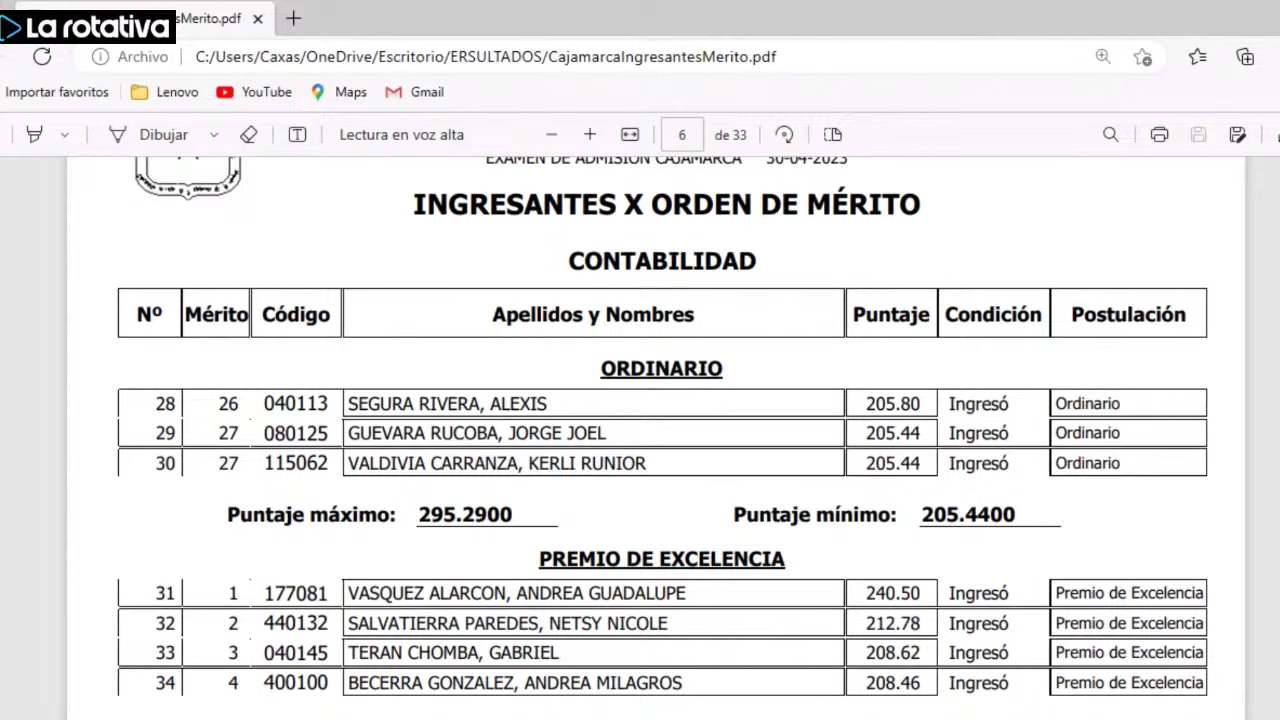 La rotativa
sMerito.pdf
Archivo C:/Users/Caxas/OneDrive/Escritorio/ERSULTADOS/CajamarcaIngresantesMerito.pdf
Importar favoritos Lenovo YouTube Maps Gmail
Dibujar Lectura en voz alta 6 de 33
EXAMEN DE ADMISIÓN CAJAMARCA 30-04-2023
INGRESANTES X ORDEN DE MÉRITO
CONTABILIDAD
Nº Mérito Código Apellidos y Nombres Puntaje Condición Postulación
ORDINARIO
28 26 040113 SEGURA RIVERA, ALEXIS 205.80 Ingresó Ordinario
29 27 080125 GUEVARA RUCOBA, JORGE JOEL 205.44 Ingresó Ordinario
30 27 115062 VALDIVIA CARRANZA, KERLI RUNIOR 205.44 Ingresó Ordinario
Puntaje máximo: 295.2900 Puntaje mínimo: 205.4400
PREMIO DE EXCELENCIA
31 1 177081 VASQUEZ ALARCON, ANDREA GUADALUPE 240.50 Ingresó Premio de Excelencia
32 2 440132 SALVATIERRA PAREDES, NETSY NICOLE 212.78 Ingresó Premio de Excelencia
33 3 040145 TERAN CHOMBA, GABRIEL 208.62 Ingresó Premio de Excelencia
34 4 400100 BECERRA GONZALEZ, ANDREA MILAGROS 208.46 Ingresó Premio de Excelencia